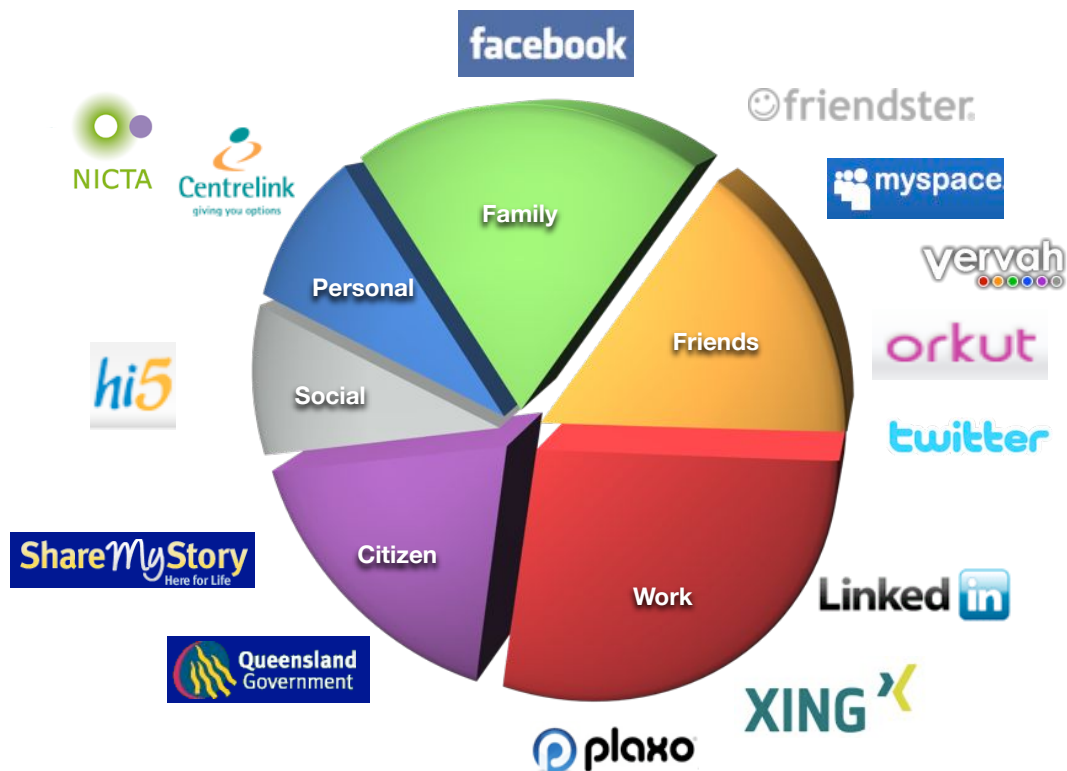 facebook
friendster.
NICTA
Centrelink
giving you options
myspace.
Family
vervah
Personal
Friends
orkut
hi5
Social
twitter
ShareMyStory
Here for Life
Citizen
Work
Linked in
Queensland
Government
XING
plaxo